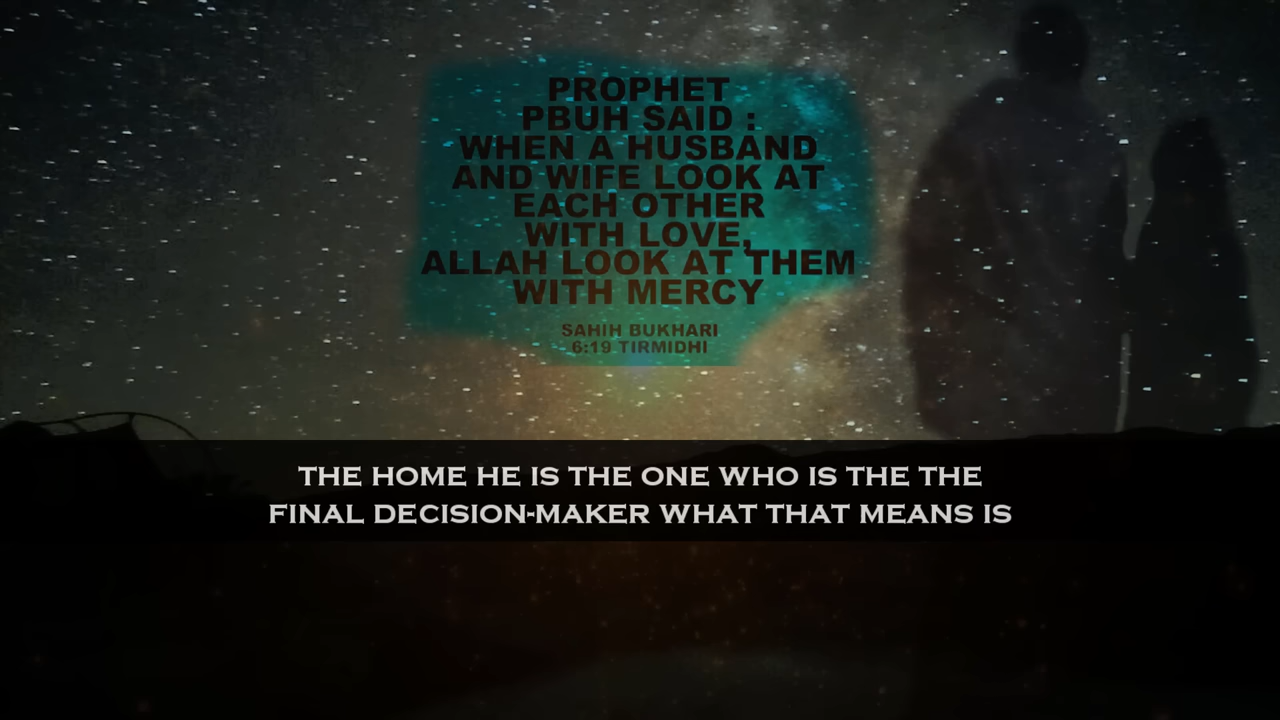 PROPHET
PBUH SAID :
WHEN A HUSBAND
AND WIFE LOOK AT
EACH OTHER
WITH LOVE,
ALLAH LOOK AT THEM
WITH MERCY
SAHIH BUKHARI
6:19 TIRMIDHI
THE HOME HE IS THE ONE WHO IS THE THE
FINAL DECISION-MAKER WHAT THAT MEANS IS